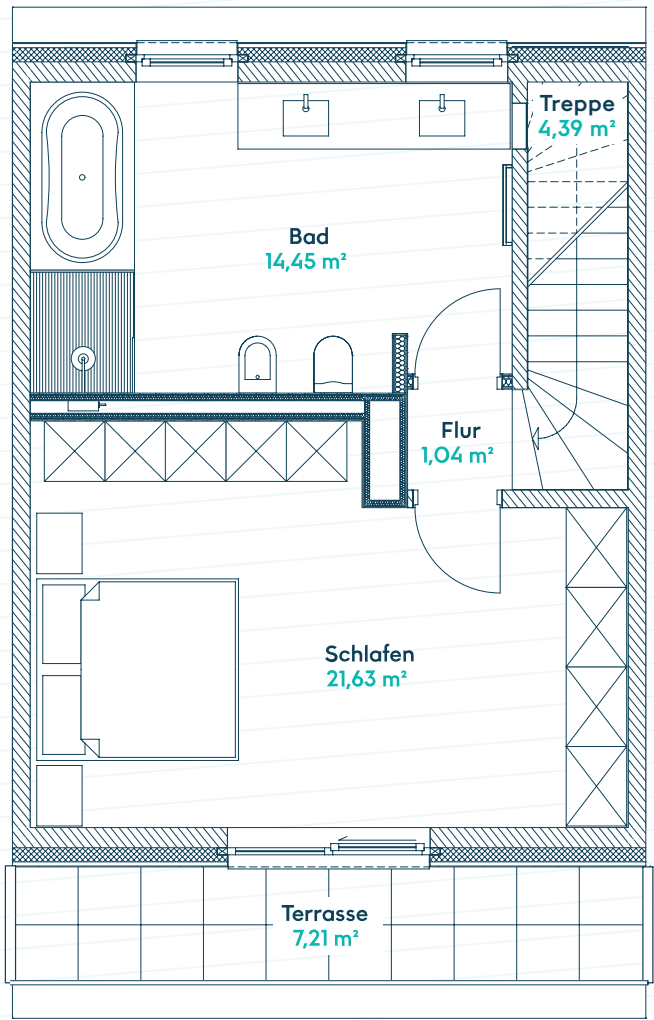 Treppe
4,39 m²
Bad
14,45 m²
Flur
1,04 m²
Schlafen
21,63 m²
Terrasse
7,21 m²